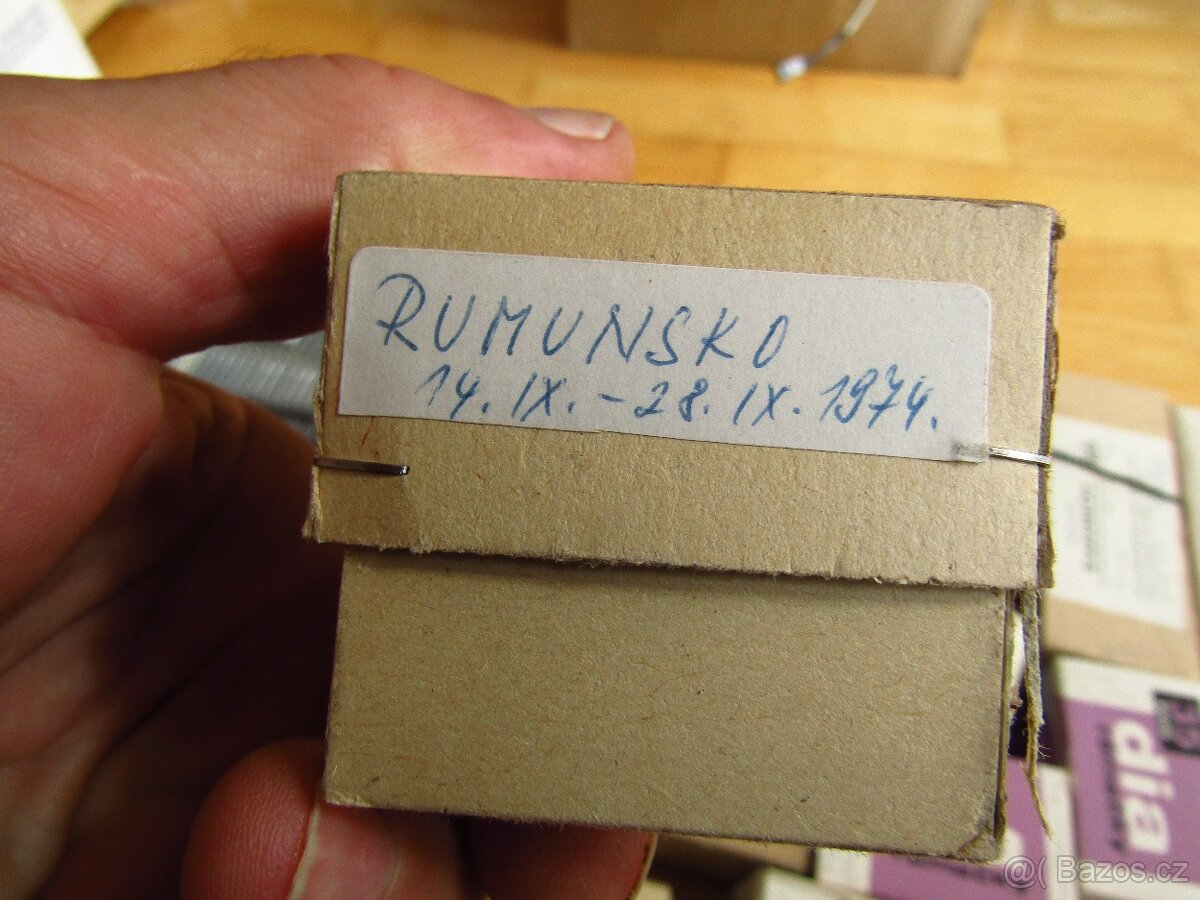 RUMUNSKO
14. IX. - 28. IX. 1974.
dia
@( Bazos.cz